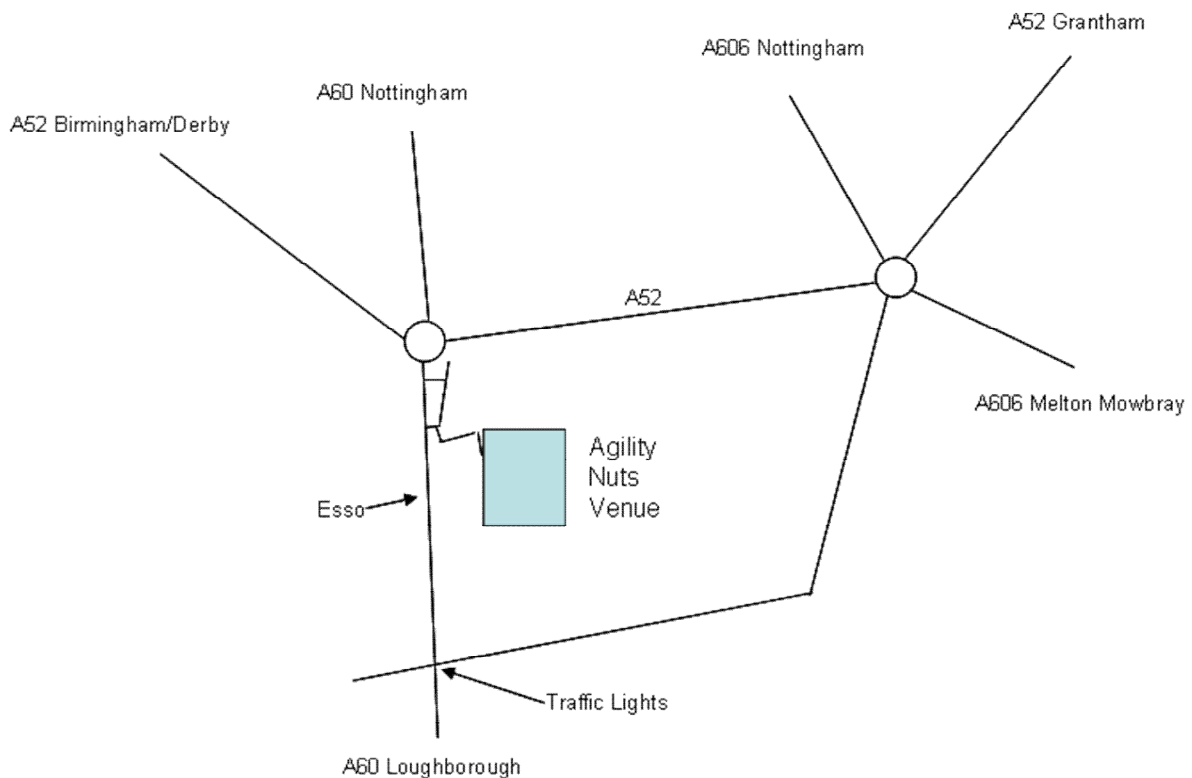 A52 Grantham
A606 Nottingham
A60 Nottingham
A52 Birmingham/Derby
A52
A606 Melton Mowbray
Agility
Nuts
Venue
Esso
Traffic Lights
A60 Loughborough